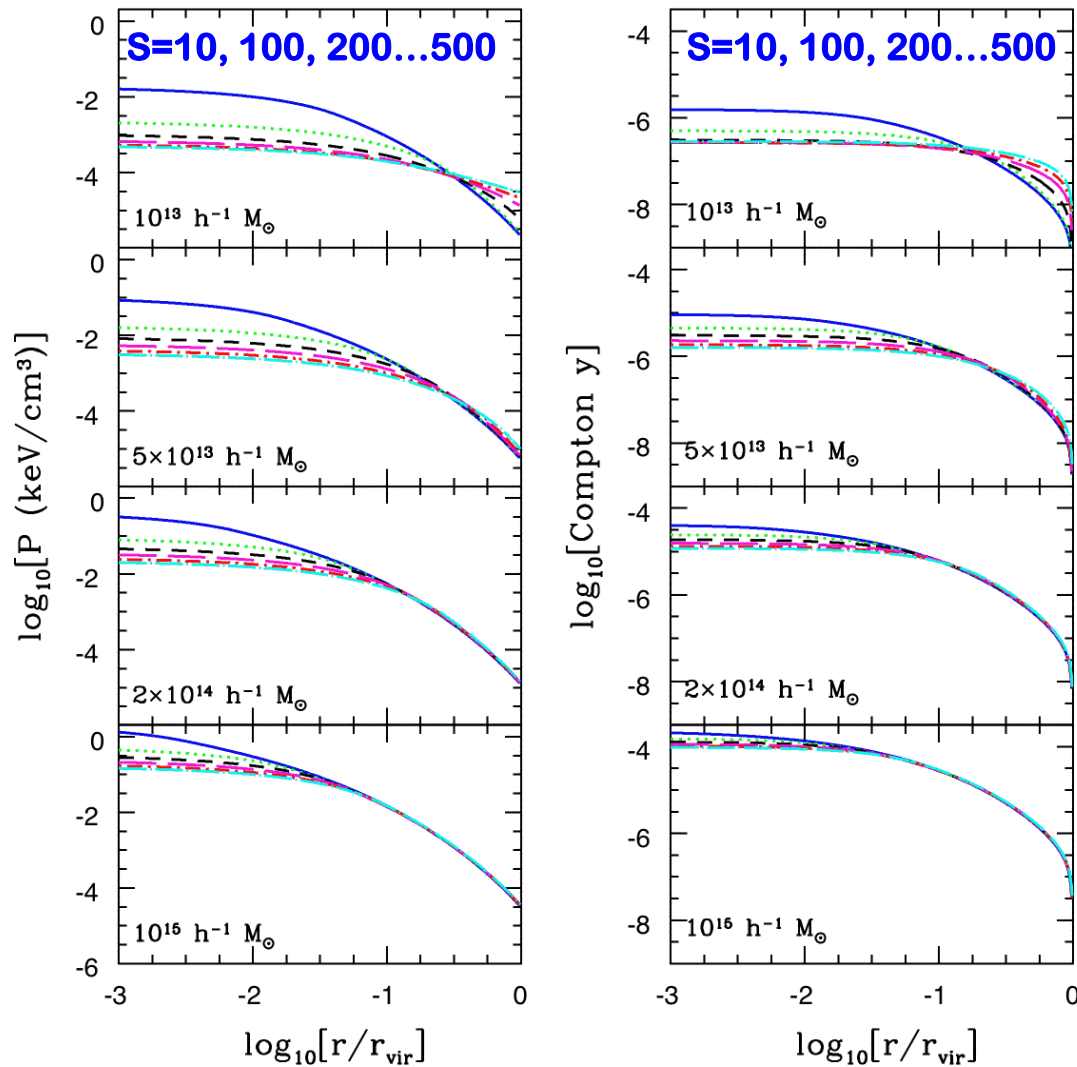 S=10, 100, 200...500
0
-2
-4
10¹³ h⁻¹ M⊙
0
-2
-4
5×10¹³ h⁻¹ M⊙
0
-2
-4
2×10¹⁴ h⁻¹ M⊙
0
-2
-4
-6
10¹⁵ h⁻¹ M⊙
log₁₀[P (keV/cm³)]
-3
-2
-1
0
log₁₀[r/r_vir]
S=10, 100, 200...500
-4
-6
-8
10¹³ h⁻¹ M⊙
-4
-6
-8
5×10¹³ h⁻¹ M⊙
-4
-6
-8
2×10¹⁴ h⁻¹ M⊙
-4
-6
-8
10¹⁵ h⁻¹ M⊙
log₁₀[Compton y]
-3
-2
-1
0
log₁₀[r/r_vir]